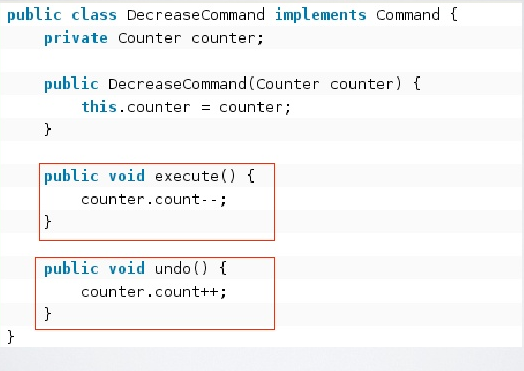 public class DecreaseCommand implements Command {
    private Counter counter;
    public DecreaseCommand(Counter counter) {
        this.counter = counter;
    }
    public void execute() {
        counter.count--;
    }
    public void undo() {
        counter.count++;
    }
}